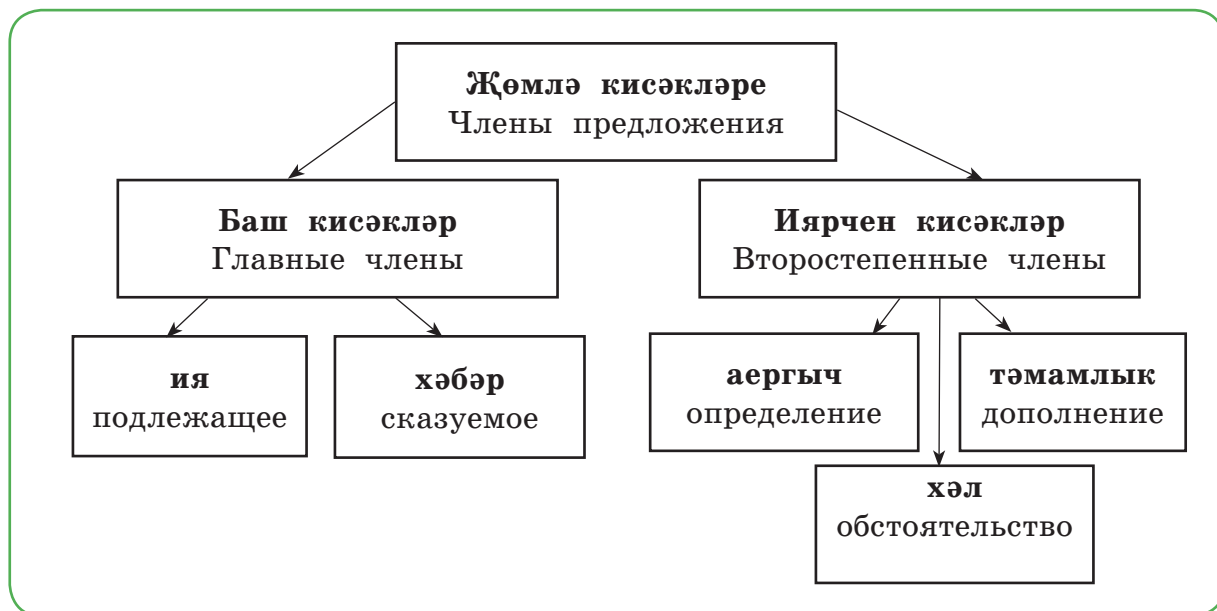 Җөмлә кисәкләре
Члены предложения
Баш кисәкләр
Главные члены
Иярчен кисәкләр
Второстепенные члены
ия
подлежащее
хәбәр
сказуемое
аергыч
определение
тәмамлык
дополнение
хәл
обстоятельство